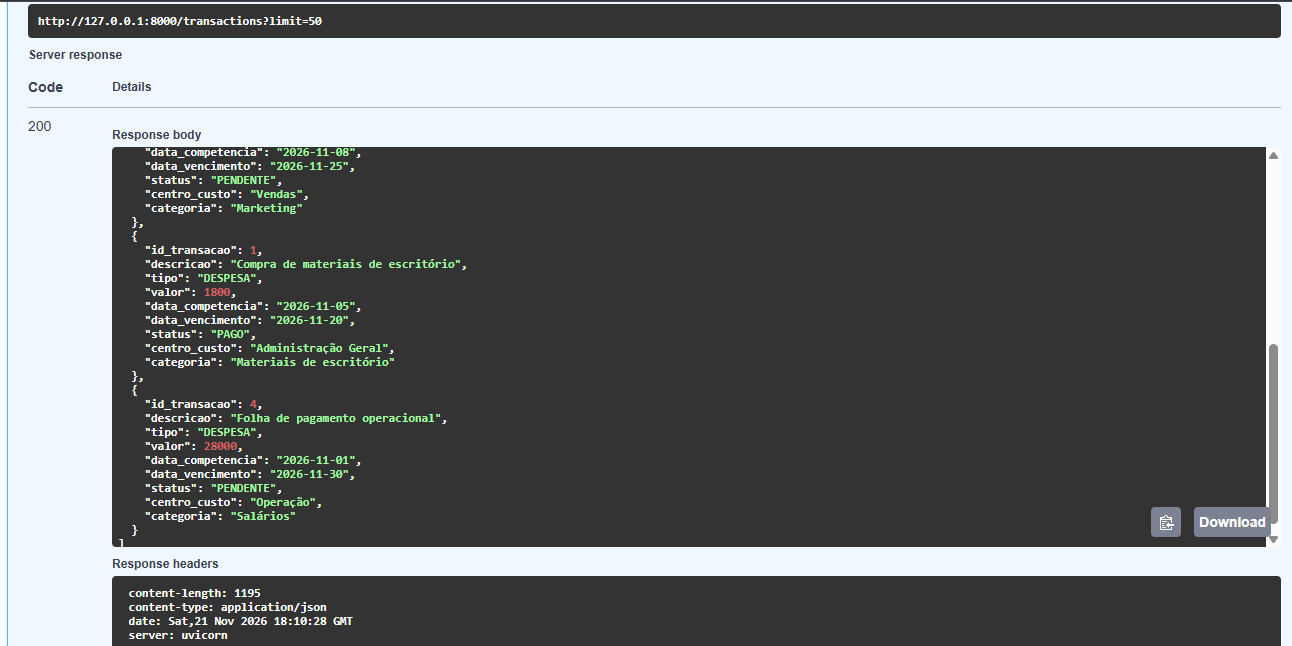 http://127.0.0.1:8000/transactions?limit=50
Server response
Code Details
200
Response body
"data_competencia": "2026-11-08",
"data_vencimento": "2026-11-25",
"status": "PENDENTE",
"centro_custo": "Vendas",
"categoria": "Marketing"
},
{
"id_transacao": 1,
"descricao": "Compra de materiais de escritório",
"tipo": "DESPESA",
"valor": 1800,
"data_competencia": "2026-11-05",
"data_vencimento": "2026-11-20",
"status": "PAGO",
"centro_custo": "Administração Geral",
"categoria": "Materiais de escritório"
},
{
"id_transacao": 4,
"descricao": "Folha de pagamento operacional",
"tipo": "DESPESA",
"valor": 28000,
"data_competencia": "2026-11-01",
"data_vencimento": "2026-11-30",
"status": "PENDENTE",
"centro_custo": "Operação",
"categoria": "Salários"
}
]
Download
Response headers
content-length: 1195
content-type: application/json
date: Sat,21 Nov 2026 18:10:28 GMT
server: uvicorn